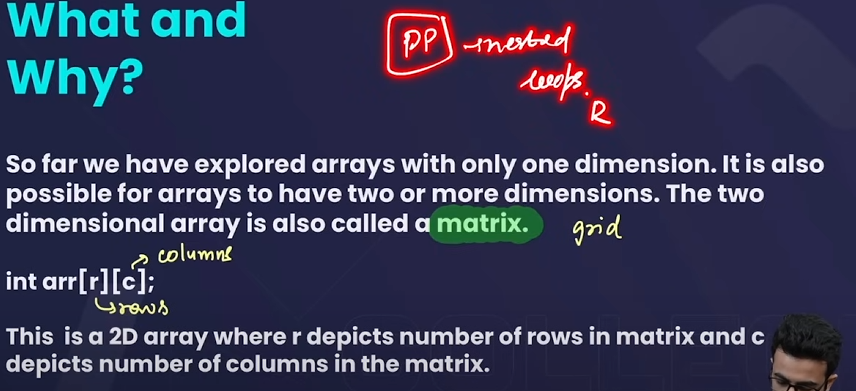 What and
Why?
PP - nested
loops.
R
So far we have explored arrays with only one dimension. It is also
possible for arrays to have two or more dimensions. The two
dimensional array is also called a matrix. grid
columns
int arr[r][c];
rows
This is a 2D array where r depicts number of rows in matrix and c
depicts number of columns in the matrix.